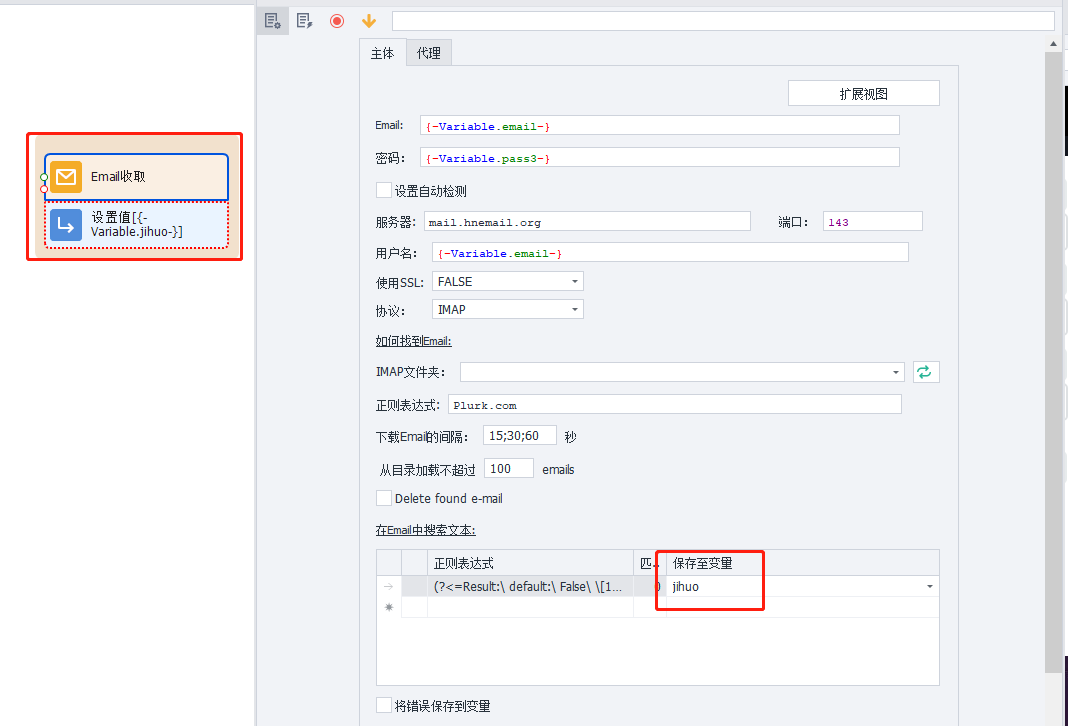 主体 代理
扩展视图
Email: {-Variable.email-}
密码: {-Variable.pass3-}
设置自动检测
Email收取
设置值[{-
Variable.jihuo-}]
服务器: mail.hnemail.org 端口: 143
用户名: {-Variable.email-}
使用SSL: FALSE
协议: IMAP
如何找到Email:
IMAP文件夹:
正则表达式: Plurk.com
下载Email的间隔: 15;30;60 秒
从目录加载不超过 100 emails
Delete found e-mail
在Email中搜索文本:
正则表达式 匹... 保存至变量
(?<=Result:\ default:\ False\ \[1... 0 jihuo
将错误保存到变量